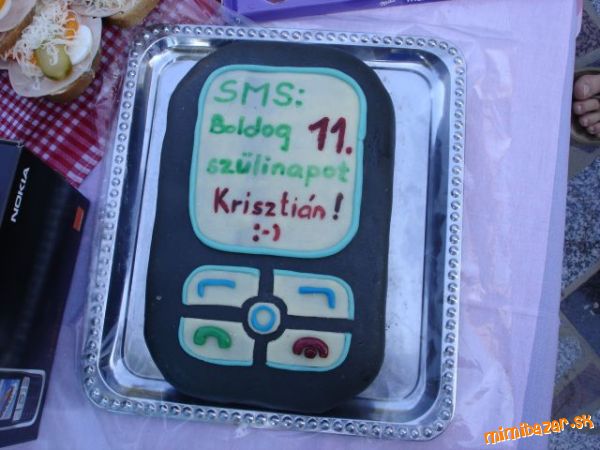 SMS:
Boldog 11.
szülinapot
Krisztián!
:-)
NOKIA
mimibazar.sk